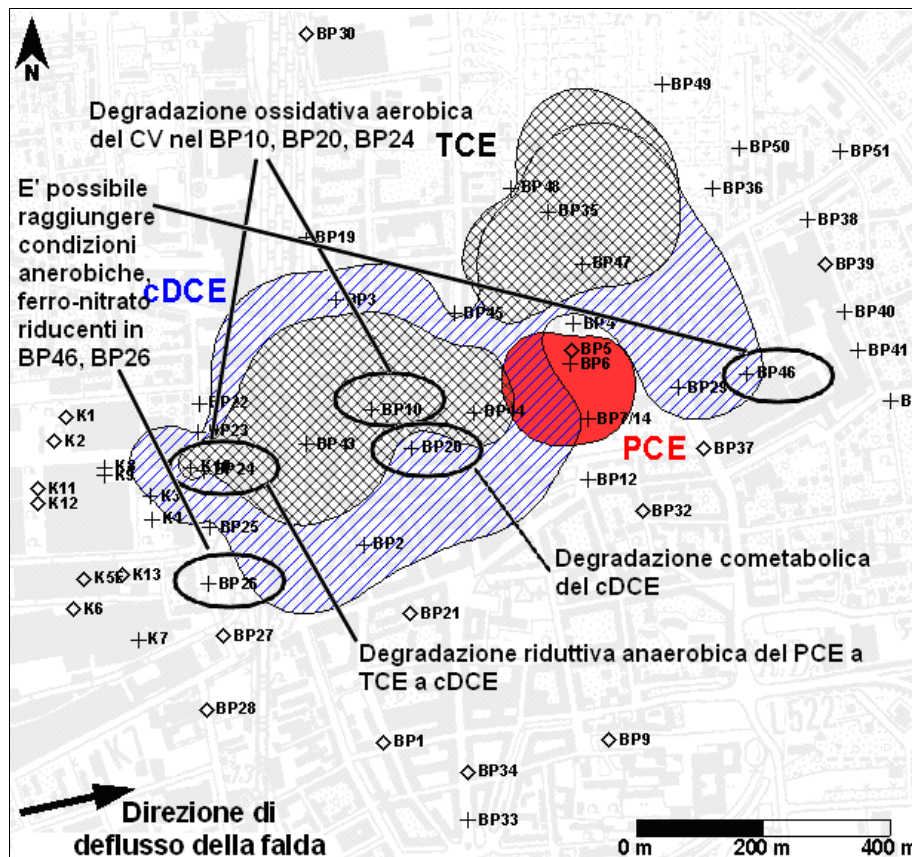 BP30
N
BP49
Degradazione ossidativa aerobica
del CV nel BP10, BP20, BP24
TCE
BP50
BP51
E' possibile
raggiungere
condizioni
anerobiche,
ferro-nitrato
riducenti in
BP46, BP26
BP48
BP36
BP35
BP38
BP19
BP47
BP39
cDCE
BP3
BP45
BP4
BP40
BP5
BP6
BP41
BP46
BP29
BP22
BP10
BP44
BP7/14
K1
BP23
K2
BP43
BP20
PCE
BP37
BP24
K9
BP12
K11
K12
K3
K4
BP25
BP32
BP2
Degradazione cometabolica
del cDCE
K5E
K13
BP26
K6
BP21
K7
BP27
Degradazione riduttiva anaerobica del PCE a
TCE a cDCE
BP28
L522
BP1
BP9
BP34
Direzione di
deflusso della falda
BP33
0 m
200 m
400 m